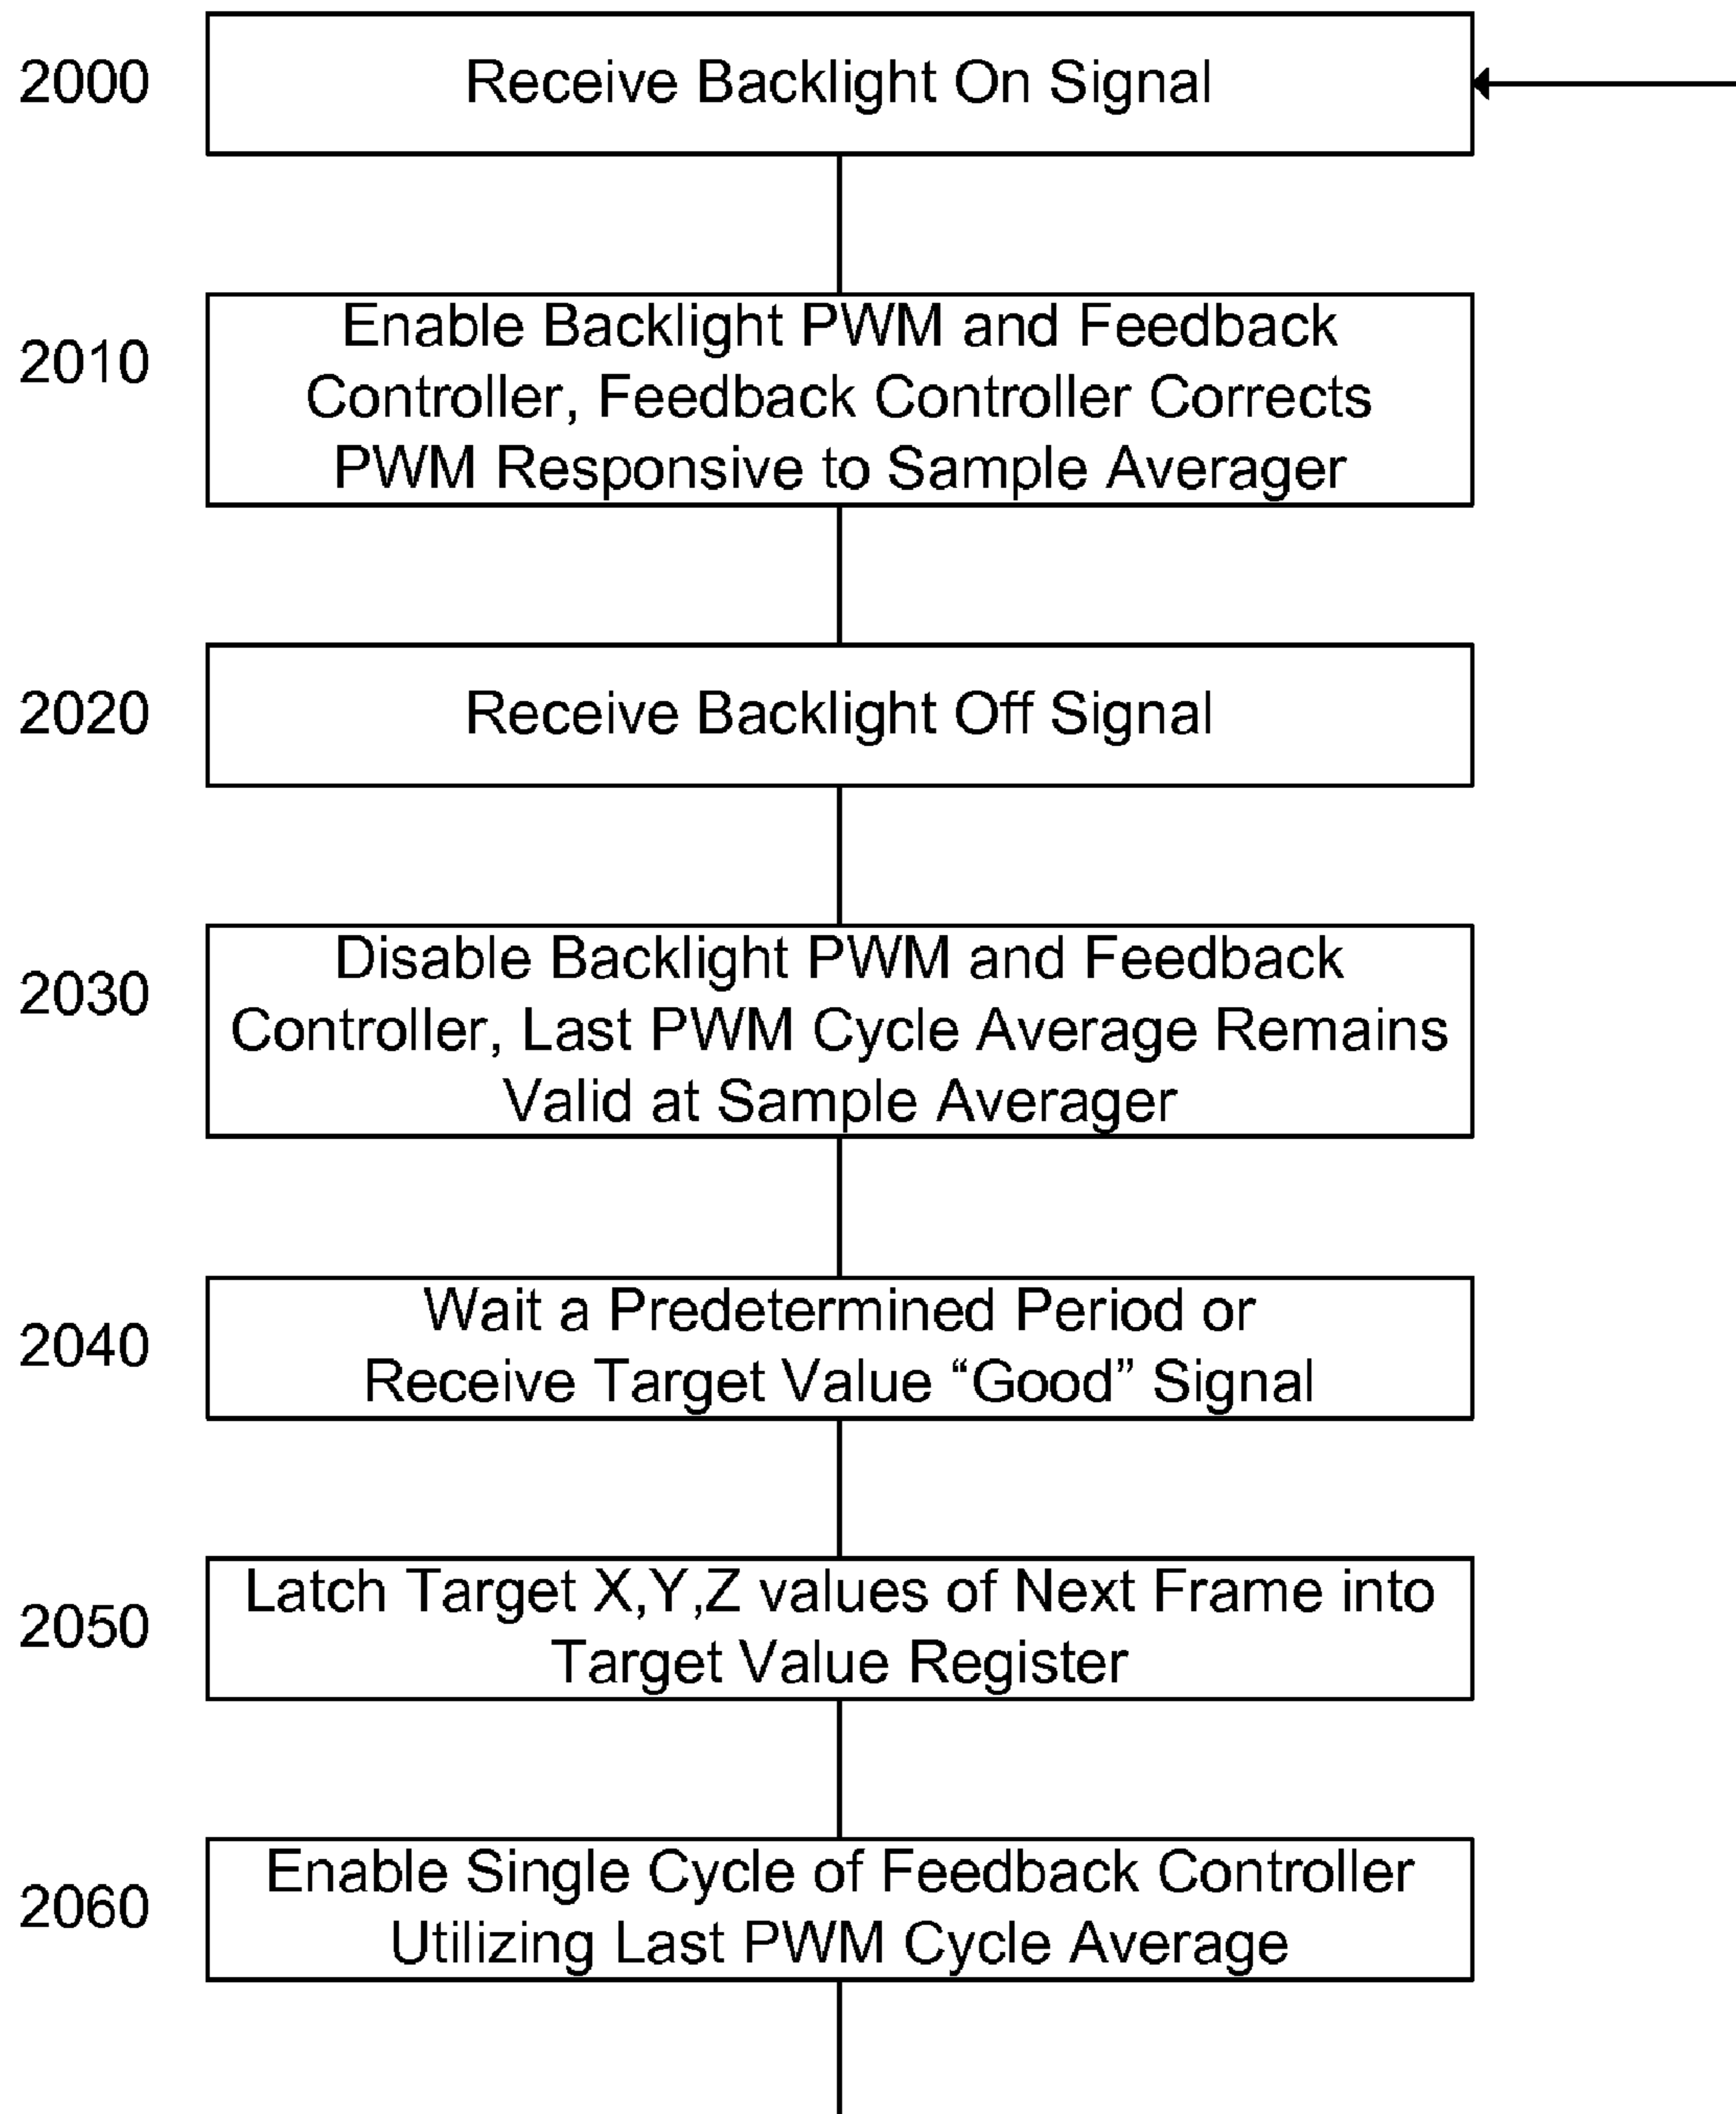 2000
Receive Backlight On Signal
2010
Enable Backlight PWM and Feedback
Controller, Feedback Controller Corrects
PWM Responsive to Sample Averager
2020
Receive Backlight Off Signal
2030
Disable Backlight PWM and Feedback
Controller, Last PWM Cycle Average Remains
Valid at Sample Averager
2040
Wait a Predetermined Period or
Receive Target Value “Good” Signal
2050
Latch Target X,Y,Z values of Next Frame into
Target Value Register
2060
Enable Single Cycle of Feedback Controller
Utilizing Last PWM Cycle Average